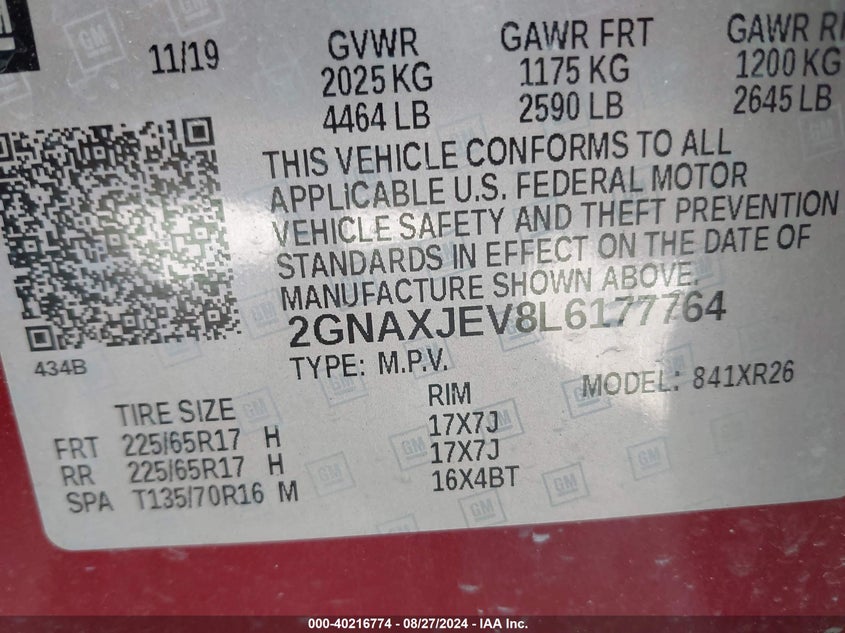 GM
11/19 GVWR GAWR FRT GAWR
2025 KG 1175 KG 1200 KG
4464 LB 2590 LB 2645 LB
THIS VEHICLE CONFORMS TO ALL
APPLICABLE U.S. FEDERAL MOTOR
VEHICLE SAFETY AND THEFT PREVENTION
STANDARDS IN EFFECT ON THE DATE OF
MANUFACTURE SHOWN ABOVE.
2GNAXJEV8L6177764
434B
TYPE: M.P.V. MODEL: 841XR26
TIRE SIZE RIM
FRT 225/65R17 H 17X7J
RR 225/65R17 H 17X7J
SPA T135/70R16 M 16X4BT
000-40216774 - 08/27/2024 - IAA Inc.